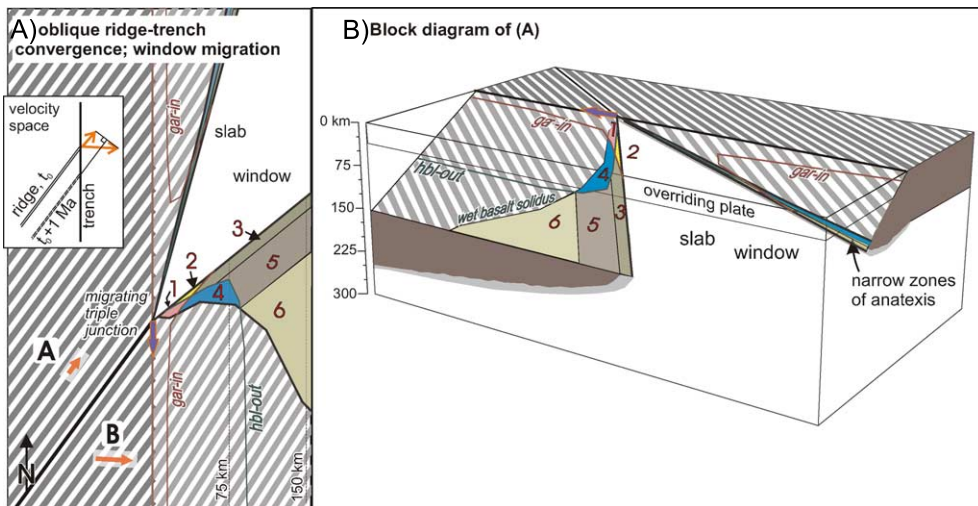 A) oblique ridge-trench
convergence; window migration
velocity
space
ridge, t0
t0+1 Ma
trench
gar-in
slab
window
3
2
5
1
4
6
migrating
triple
junction
A
B
gar-in
hbl-out
N
75 km
150 km
B) Block diagram of (A)
0 km
75
150
225
300
gar-in
1
2
hbl-out
4
3
wet basalt solidus
6
5
overriding plate
gar-in
slab
window
narrow zones
of anatexis